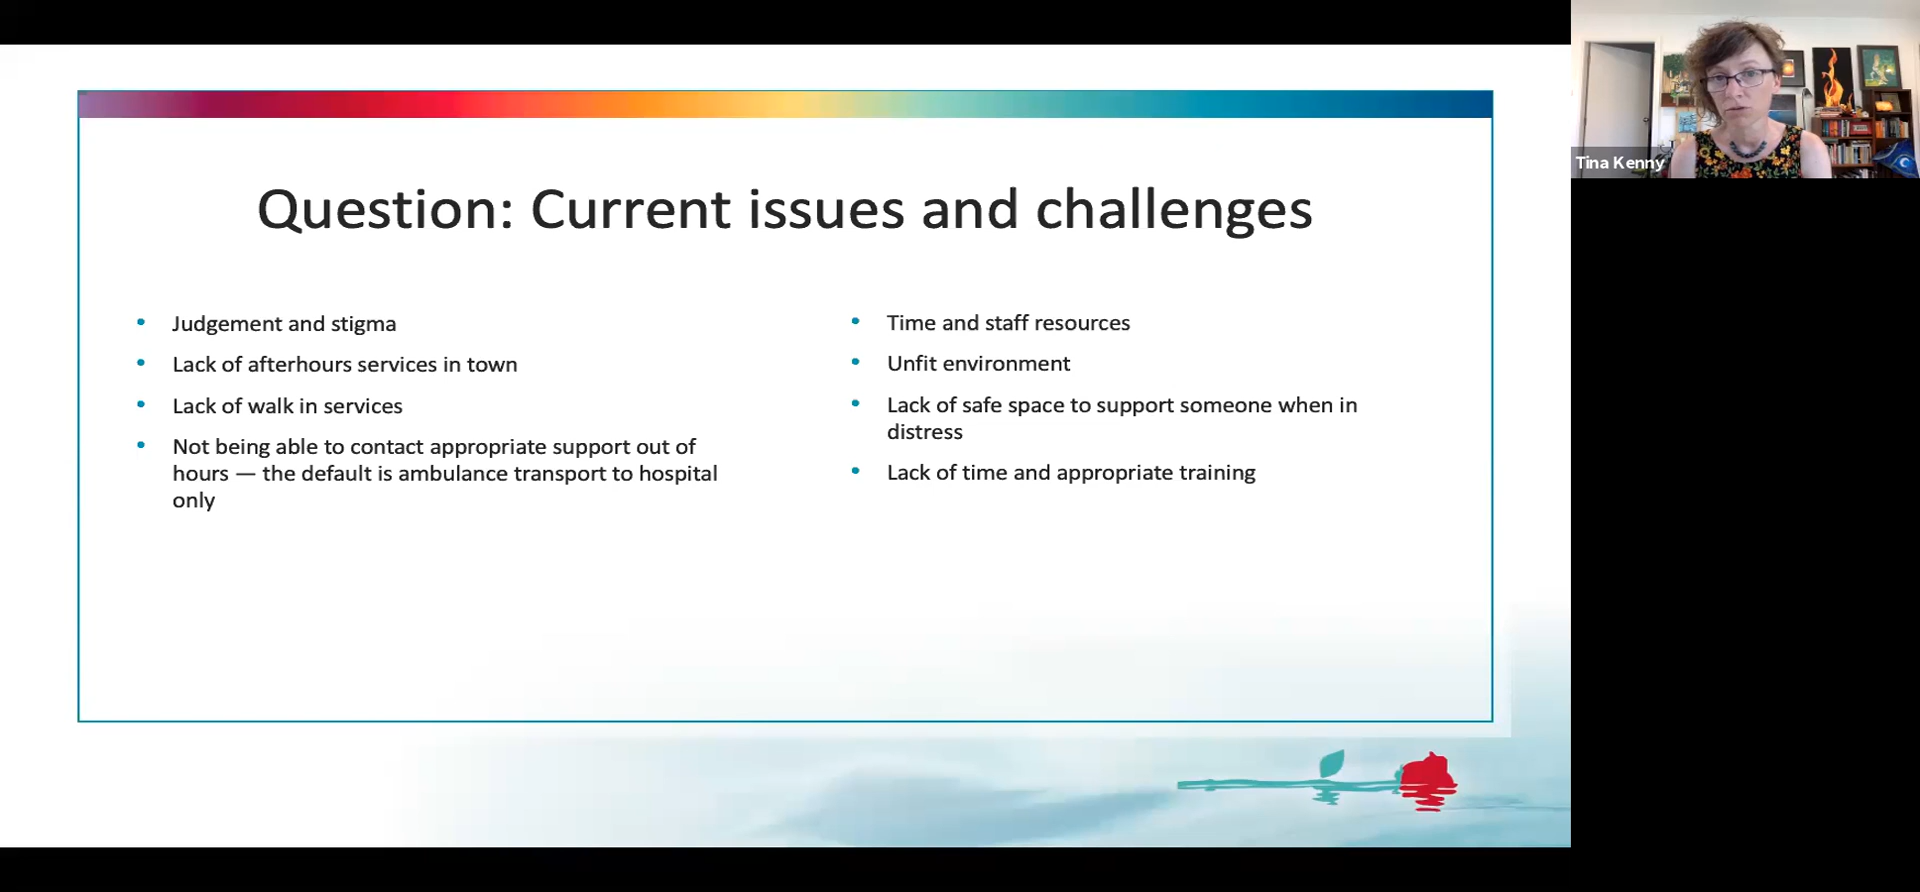 Question: Current issues and challenges
• Judgement and stigma
• Lack of afterhours services in town
• Lack of walk in services
• Not being able to contact appropriate support out of
hours — the default is ambulance transport to hospital
only
• Time and staff resources
• Unfit environment
• Lack of safe space to support someone when in
distress
• Lack of time and appropriate training
Tina Kenny